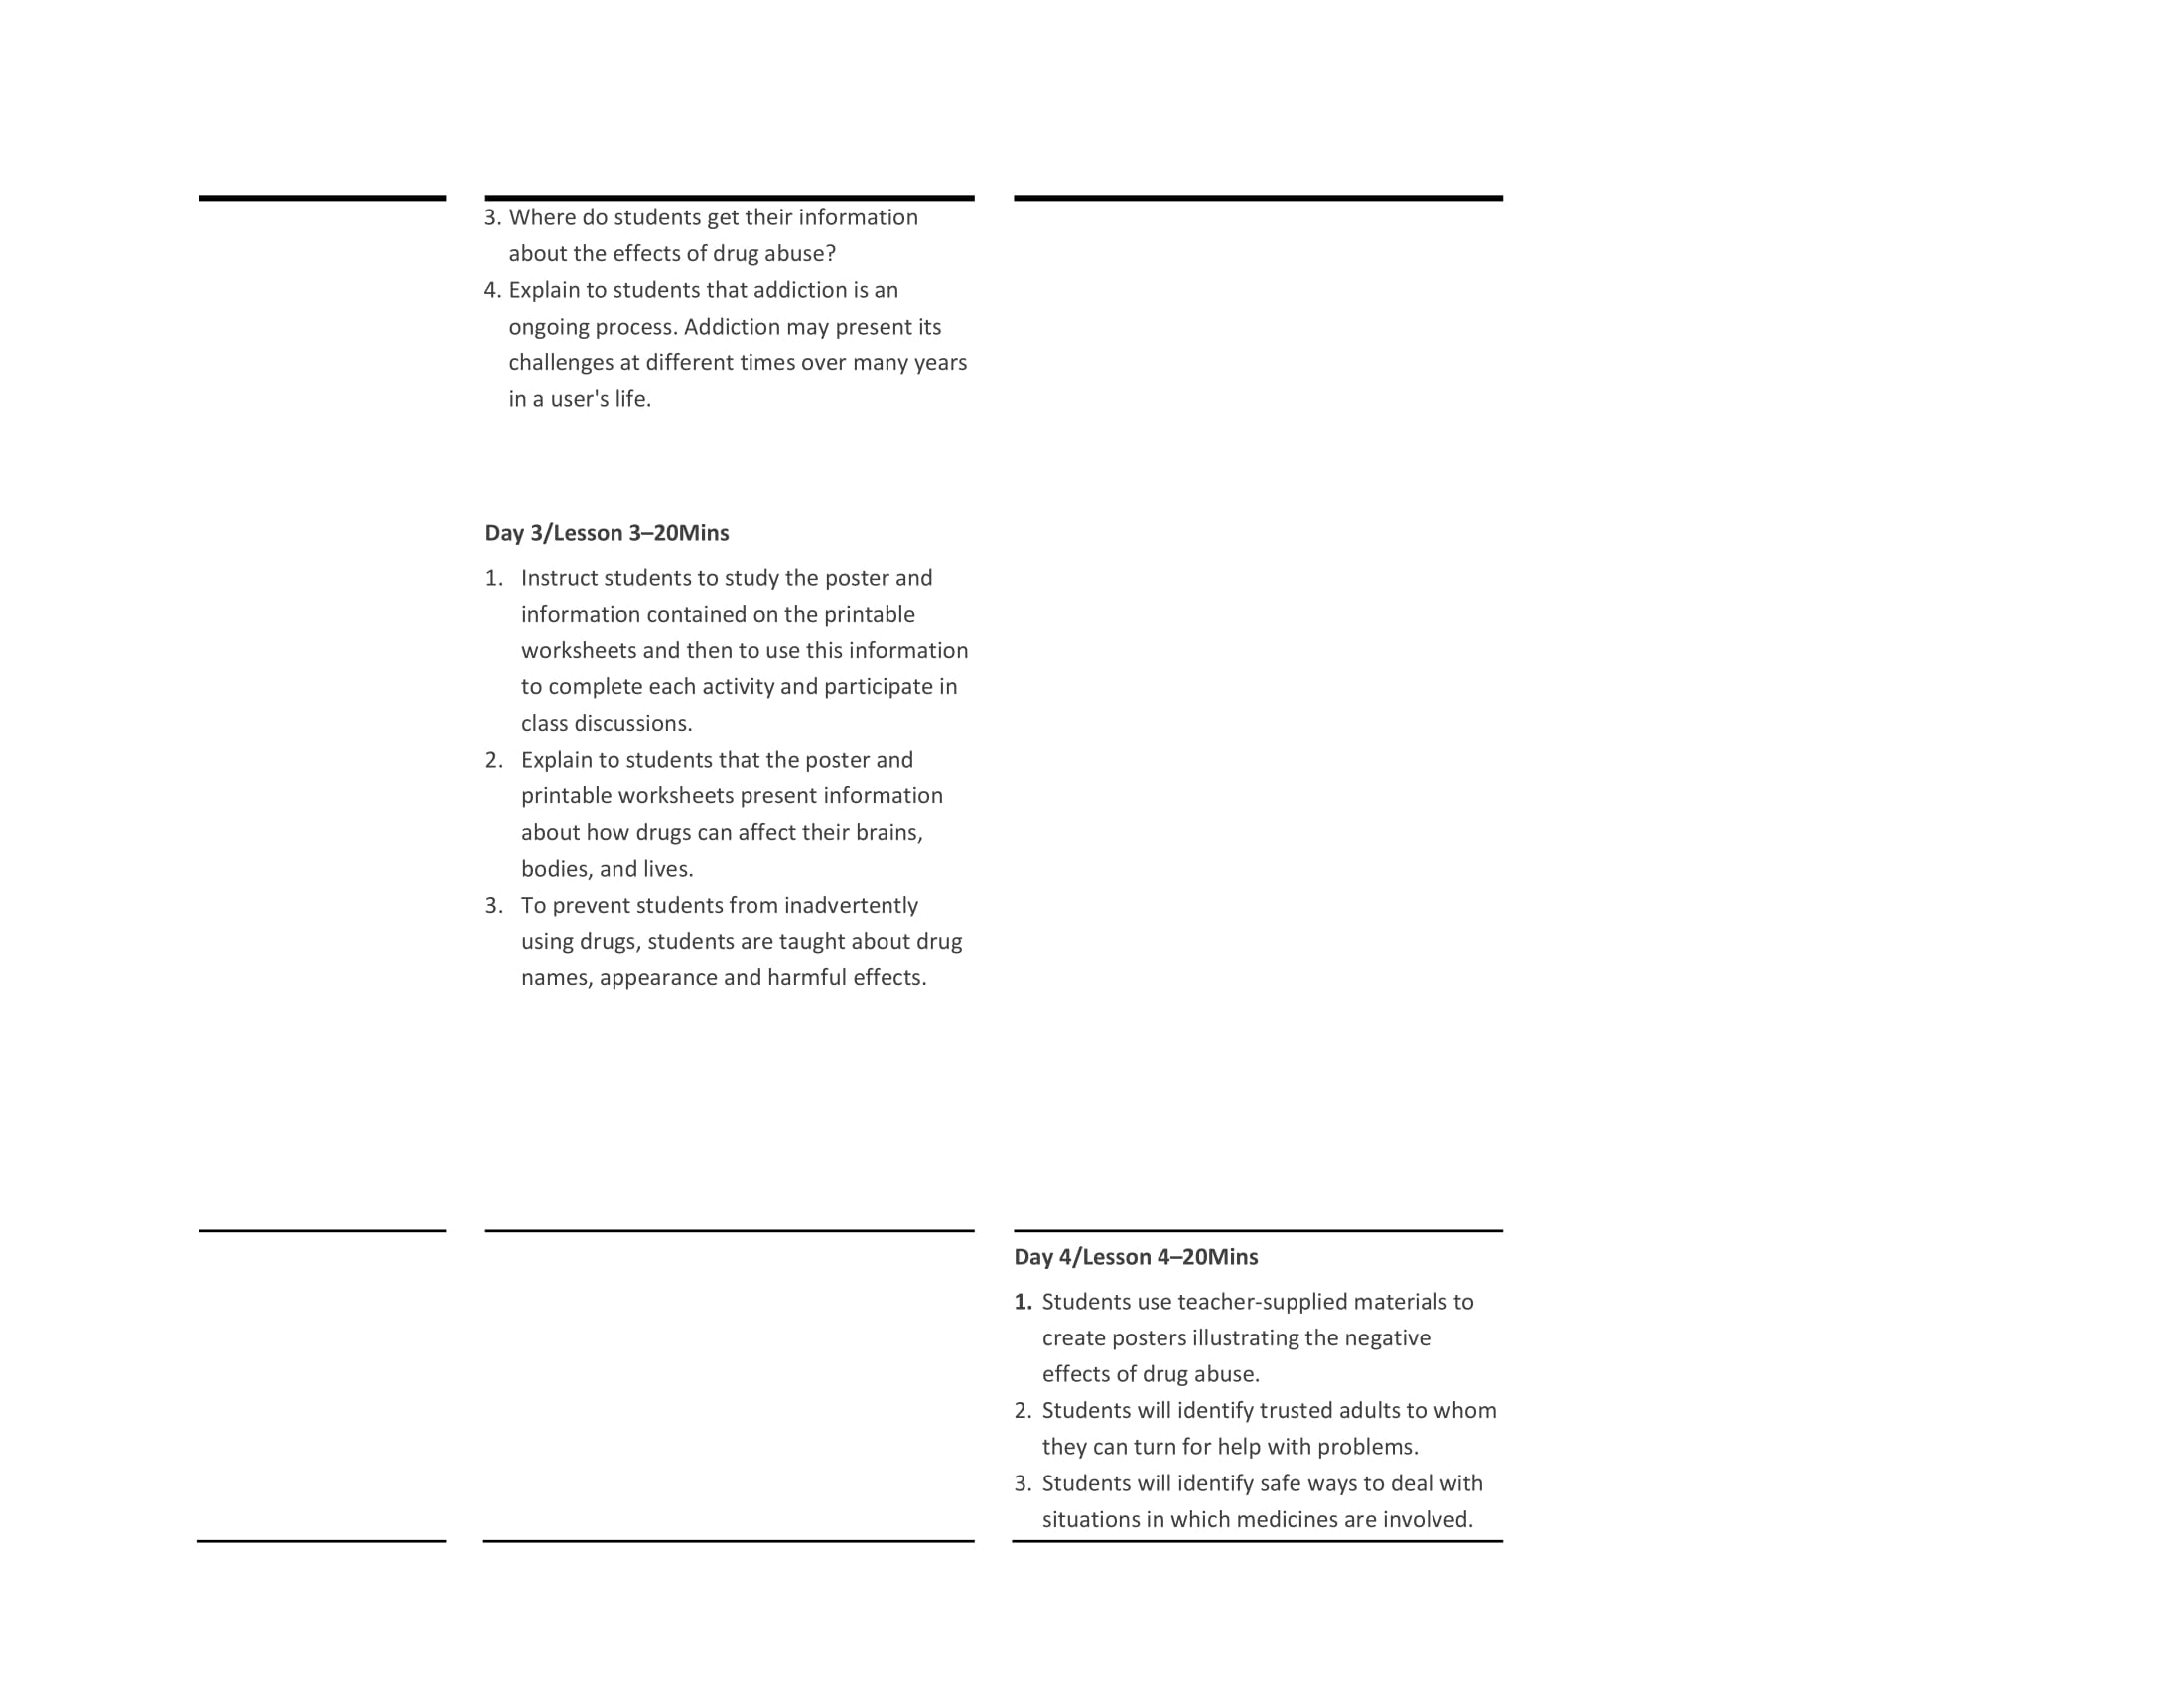 3. Where do students get their information
about the effects of drug abuse?
4. Explain to students that addiction is an
ongoing process. Addiction may present its
challenges at different times over many years
in a user's life.
Day 3/Lesson 3–20Mins
1. Instruct students to study the poster and
information contained on the printable
worksheets and then to use this information
to complete each activity and participate in
class discussions.
2. Explain to students that the poster and
printable worksheets present information
about how drugs can affect their brains,
bodies, and lives.
3. To prevent students from inadvertently
using drugs, students are taught about drug
names, appearance and harmful effects.
Day 4/Lesson 4–20Mins
1. Students use teacher-supplied materials to
create posters illustrating the negative
effects of drug abuse.
2. Students will identify trusted adults to whom
they can turn for help with problems.
3. Students will identify safe ways to deal with
situations in which medicines are involved.